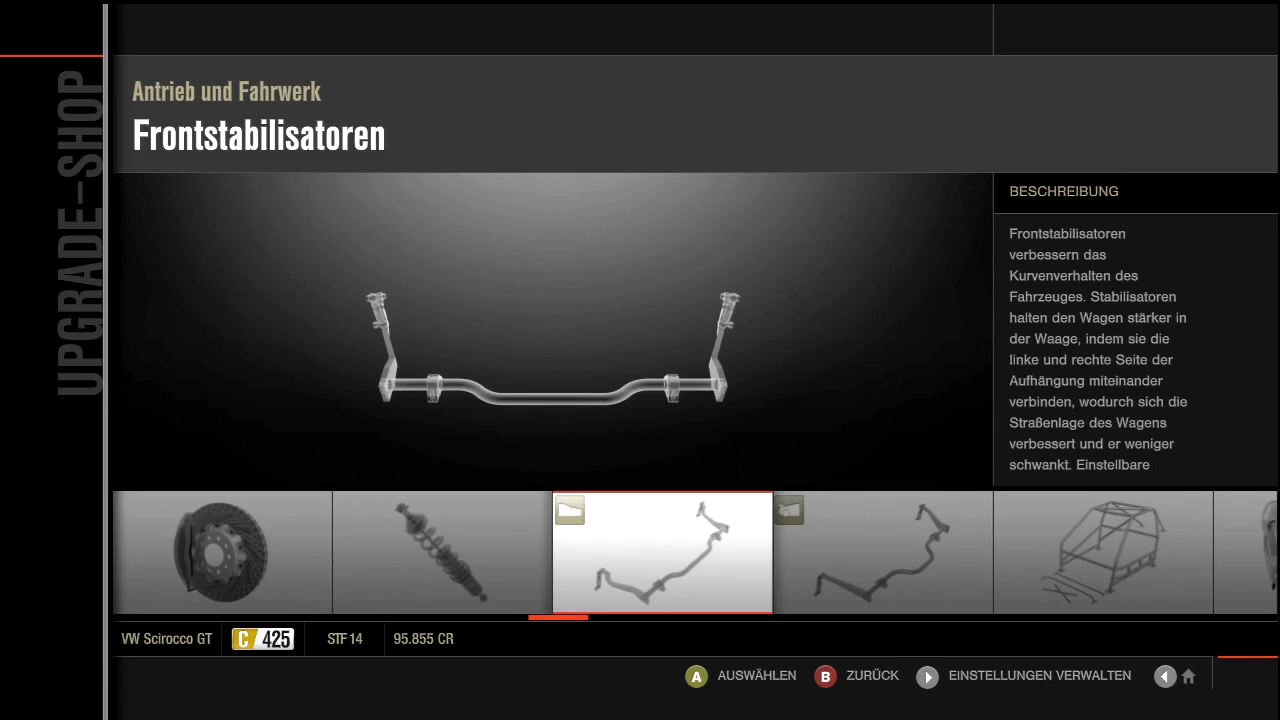 UPGRADE-SHOP
Antrieb und Fahrwerk
Frontstabilisatoren
BESCHREIBUNG
Frontstabilisatoren
verbessern das
Kurvenverhalten des
Fahrzeuges. Stabilisatoren
halten den Wagen stärker in
der Waage, indem sie die
linke und rechte Seite der
Aufhängung miteinander
verbinden, wodurch sich die
Straßenlage des Wagens
verbessert und er weniger
schwankt. Einstellbare
VW Scirocco GT C 425 STF 14 95.855 CR
A AUSWÄHLEN B ZURÜCK EINSTELLUNGEN VERWALTEN